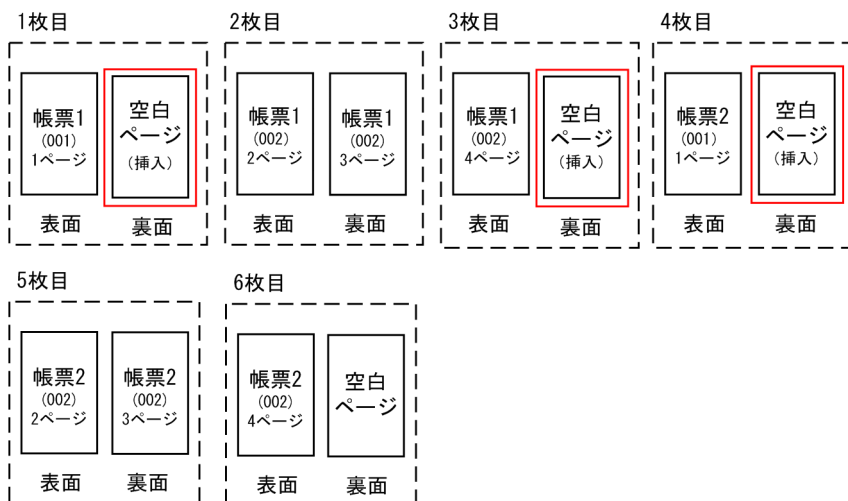 1枚目
帳票1
(001)
1ページ
表面
空白
ページ
(挿入)
裏面
2枚目
帳票1
(002)
2ページ
表面
帳票1
(002)
3ページ
裏面
3枚目
帳票1
(002)
4ページ
表面
空白
ページ
(挿入)
裏面
4枚目
帳票2
(001)
1ページ
表面
空白
ページ
(挿入)
裏面
5枚目
帳票2
(002)
2ページ
表面
帳票2
(002)
3ページ
裏面
6枚目
帳票2
(002)
4ページ
表面
空白
ページ
裏面